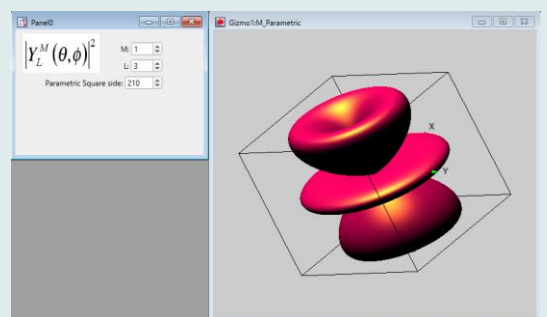 Panel0
|Y_L^M (θ,ϕ)|^2
M: 1
L: 3
Parametric Square side: 210
Gizmo1:M_Parametric
X
Y